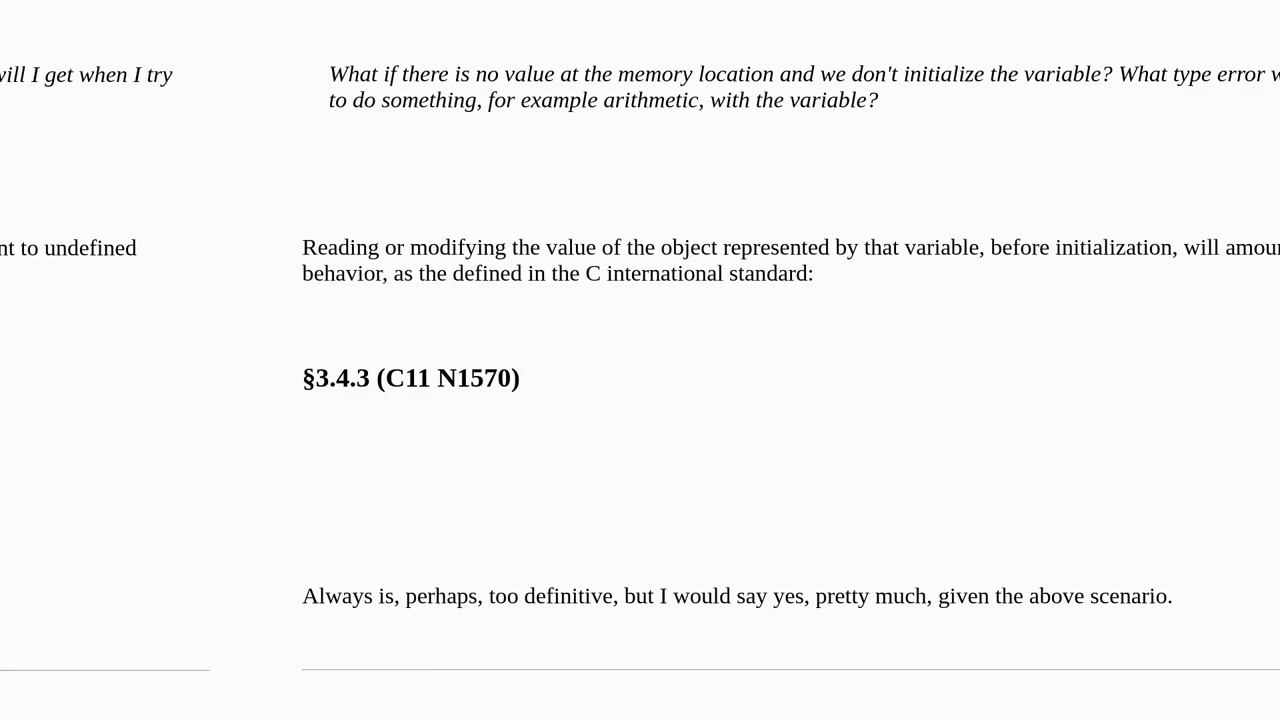 will I get when I try
What if there is no value at the memory location and we don't initialize the variable? What type error
to do something, for example arithmetic, with the variable?
to undefined
Reading or modifying the value of the object represented by that variable, before initialization, will
behavior, as the defined in the C international standard:
§3.4.3 (C11 N1570)
Always is, perhaps, too definitive, but I would say yes, pretty much, given the above scenario.